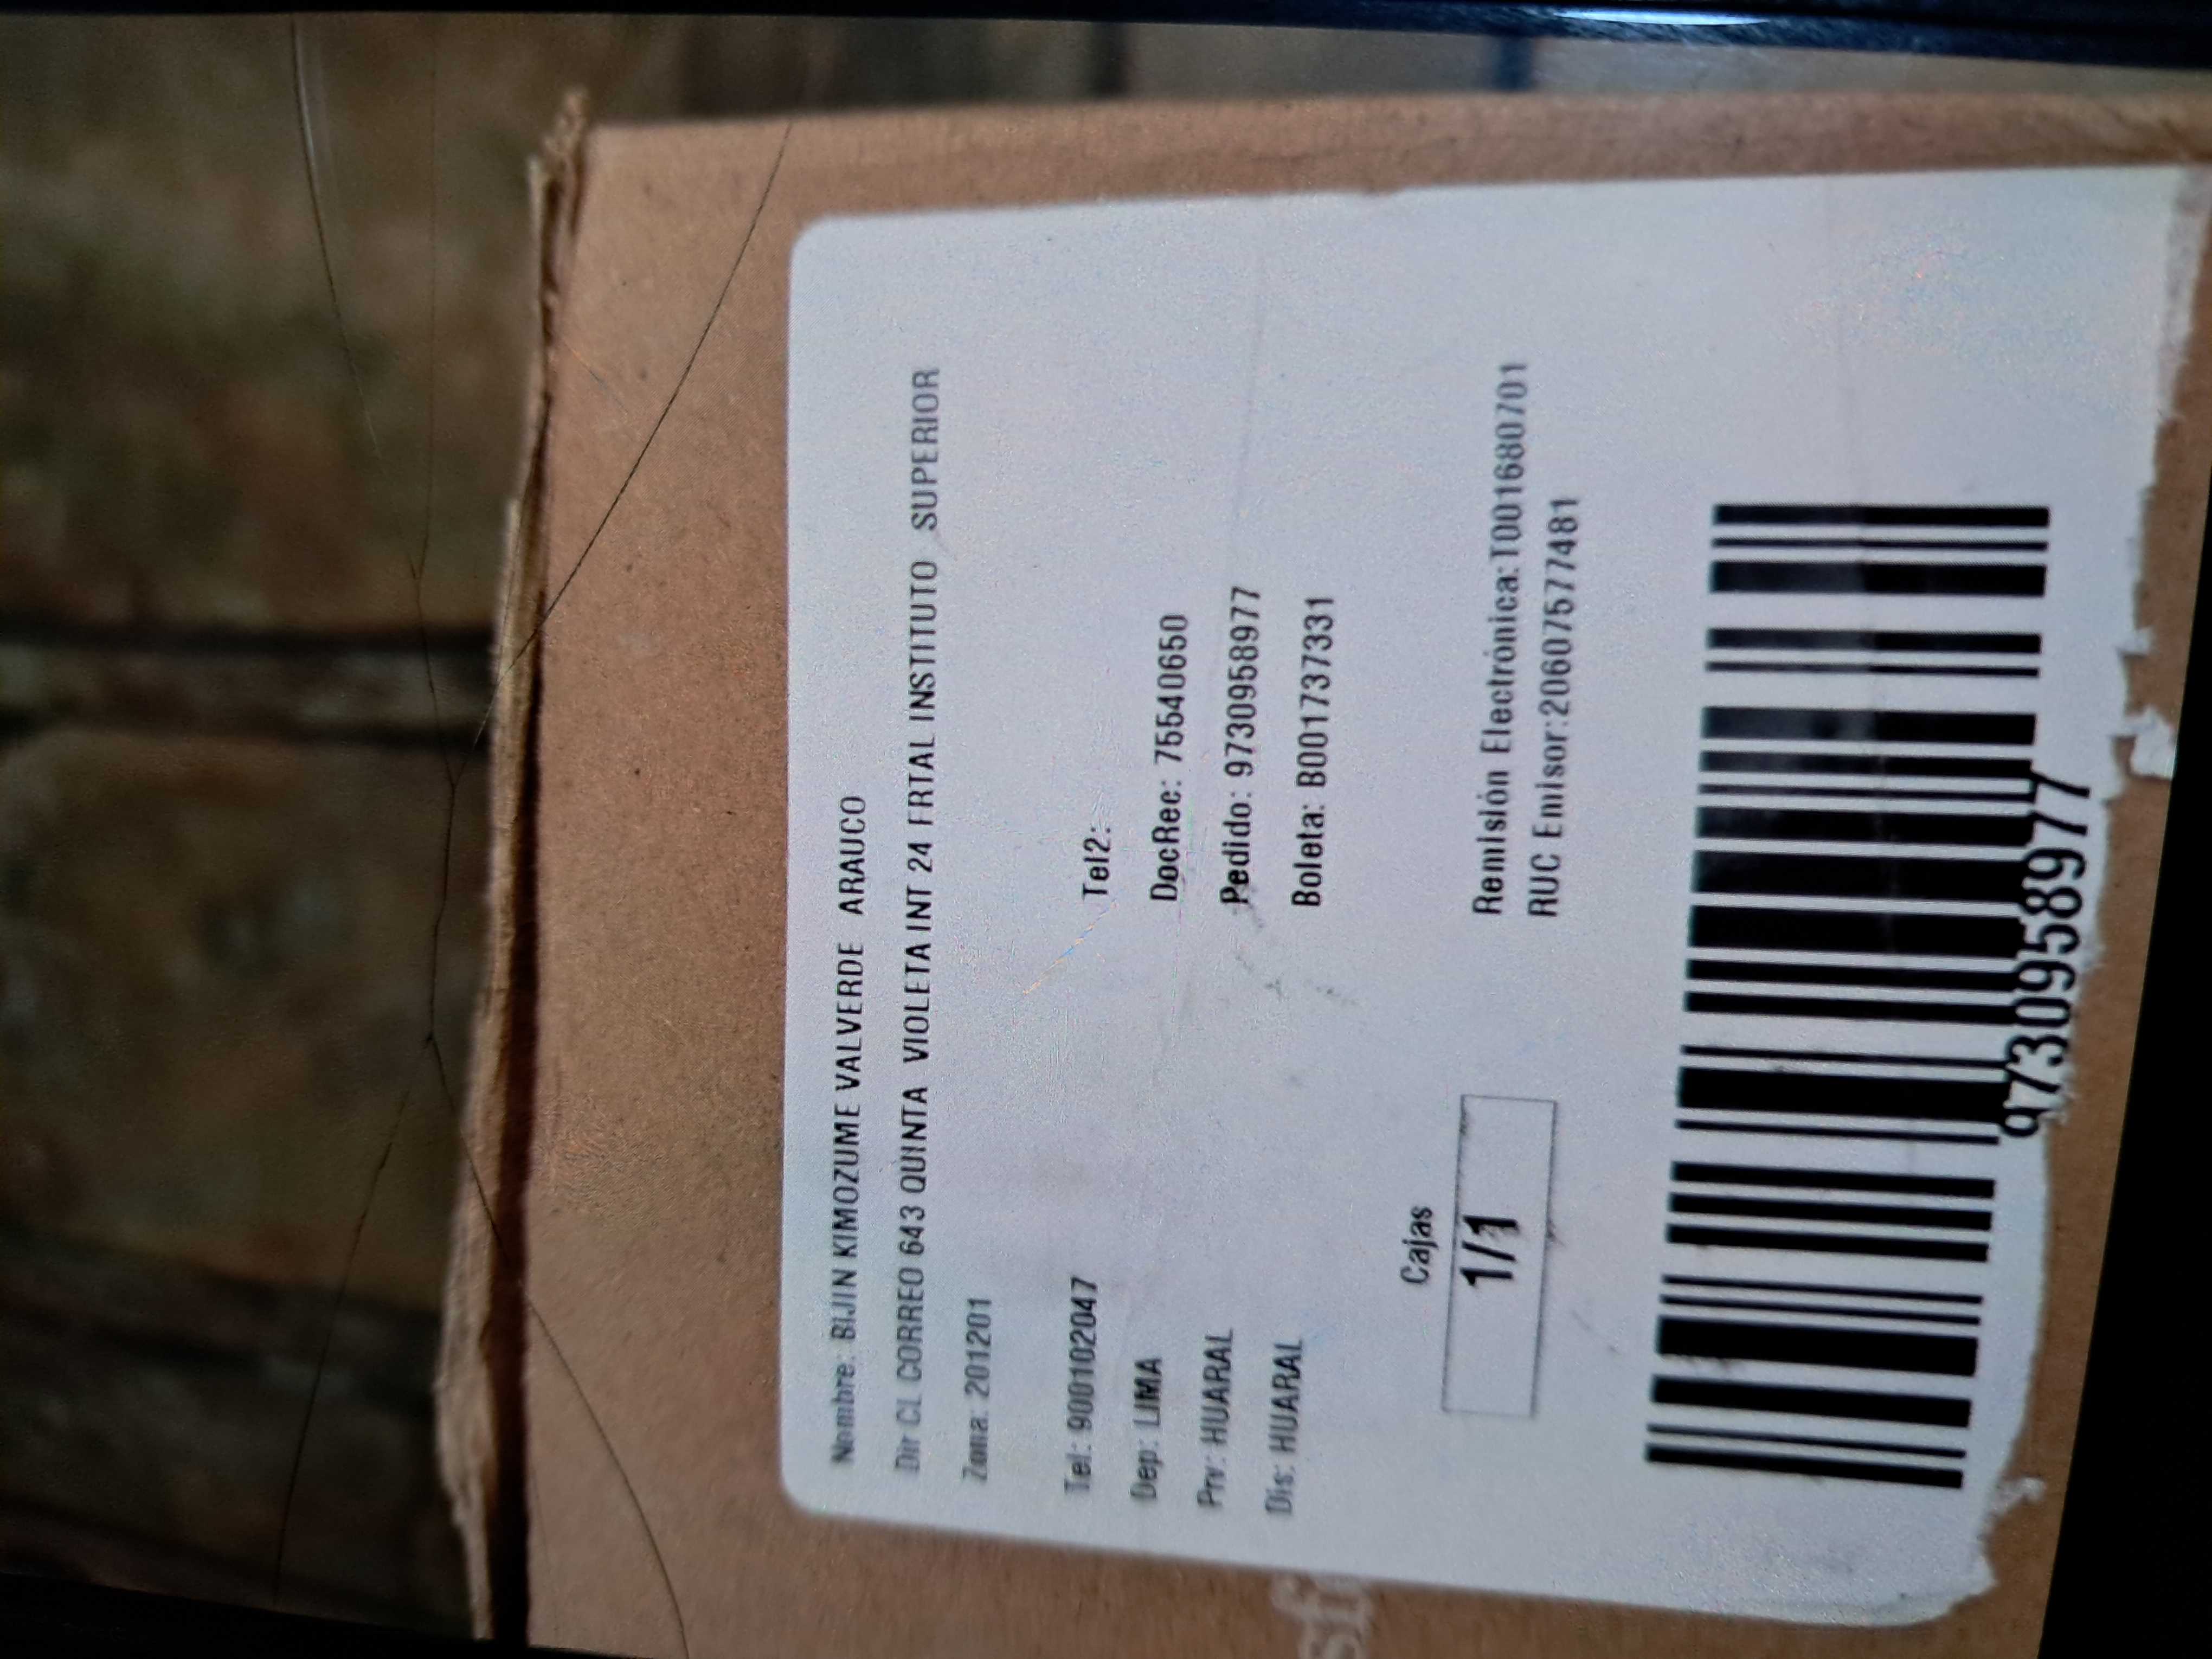 Nombre: BIJIN KIMOZUME VALVERDE ARAUCO
Dir CL CORREO 643 QUINTA VIOLETA INT 24 FRTAL INSTITUTO SUPERIOR
Zona: 201201
Tel: 900102047 Tel2:
Dep: LIMA DocRec: 75540650
Prv: HUARAL Pedido: 9730958977
Dis: HUARAL Boleta: B001737331
Cajas
1/1
Remisión Electrónica: T001680701
RUC Emisor: 20607577481
9730958977